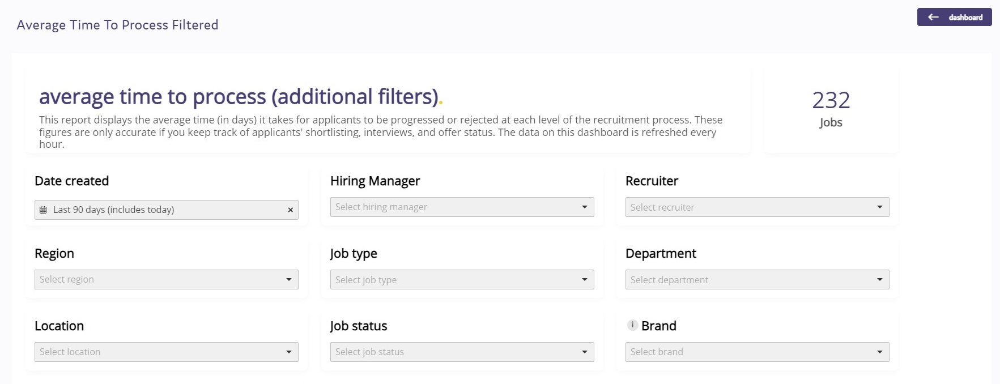 Average Time To Process Filtered
dashboard
average time to process (additional filters).
This report displays the average time (in days) it takes for applicants to be progressed or rejected at each level of the recruitment process. These
figures are only accurate if you keep track of applicants' shortlisting, interviews, and offer status. The data on this dashboard is refreshed every
hour.
232
Jobs
Date created
Last 90 days (includes today)
Hiring Manager
Select hiring manager
Recruiter
Select recruiter
Region
Select region
Job type
Select job type
Department
Select department
Location
Select location
Job status
Select job status
i Brand
Select brand